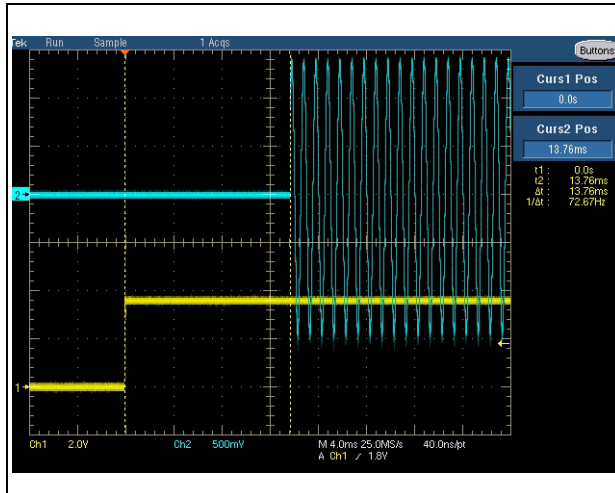 Tek Run Sample 1 Acqs
Buttons
Curs1 Pos
0.0s
Curs2 Pos
13.76ms
t1 : 0.0s
t2 : 13.76ms
Δt : 13.76ms
1/Δt : 72.67Hz
2
1
Ch1 2.0V Ch2 500mV M 4.0ms 25.0MS/s 40.0ns/pt
A Ch1 ∕ 1.8V